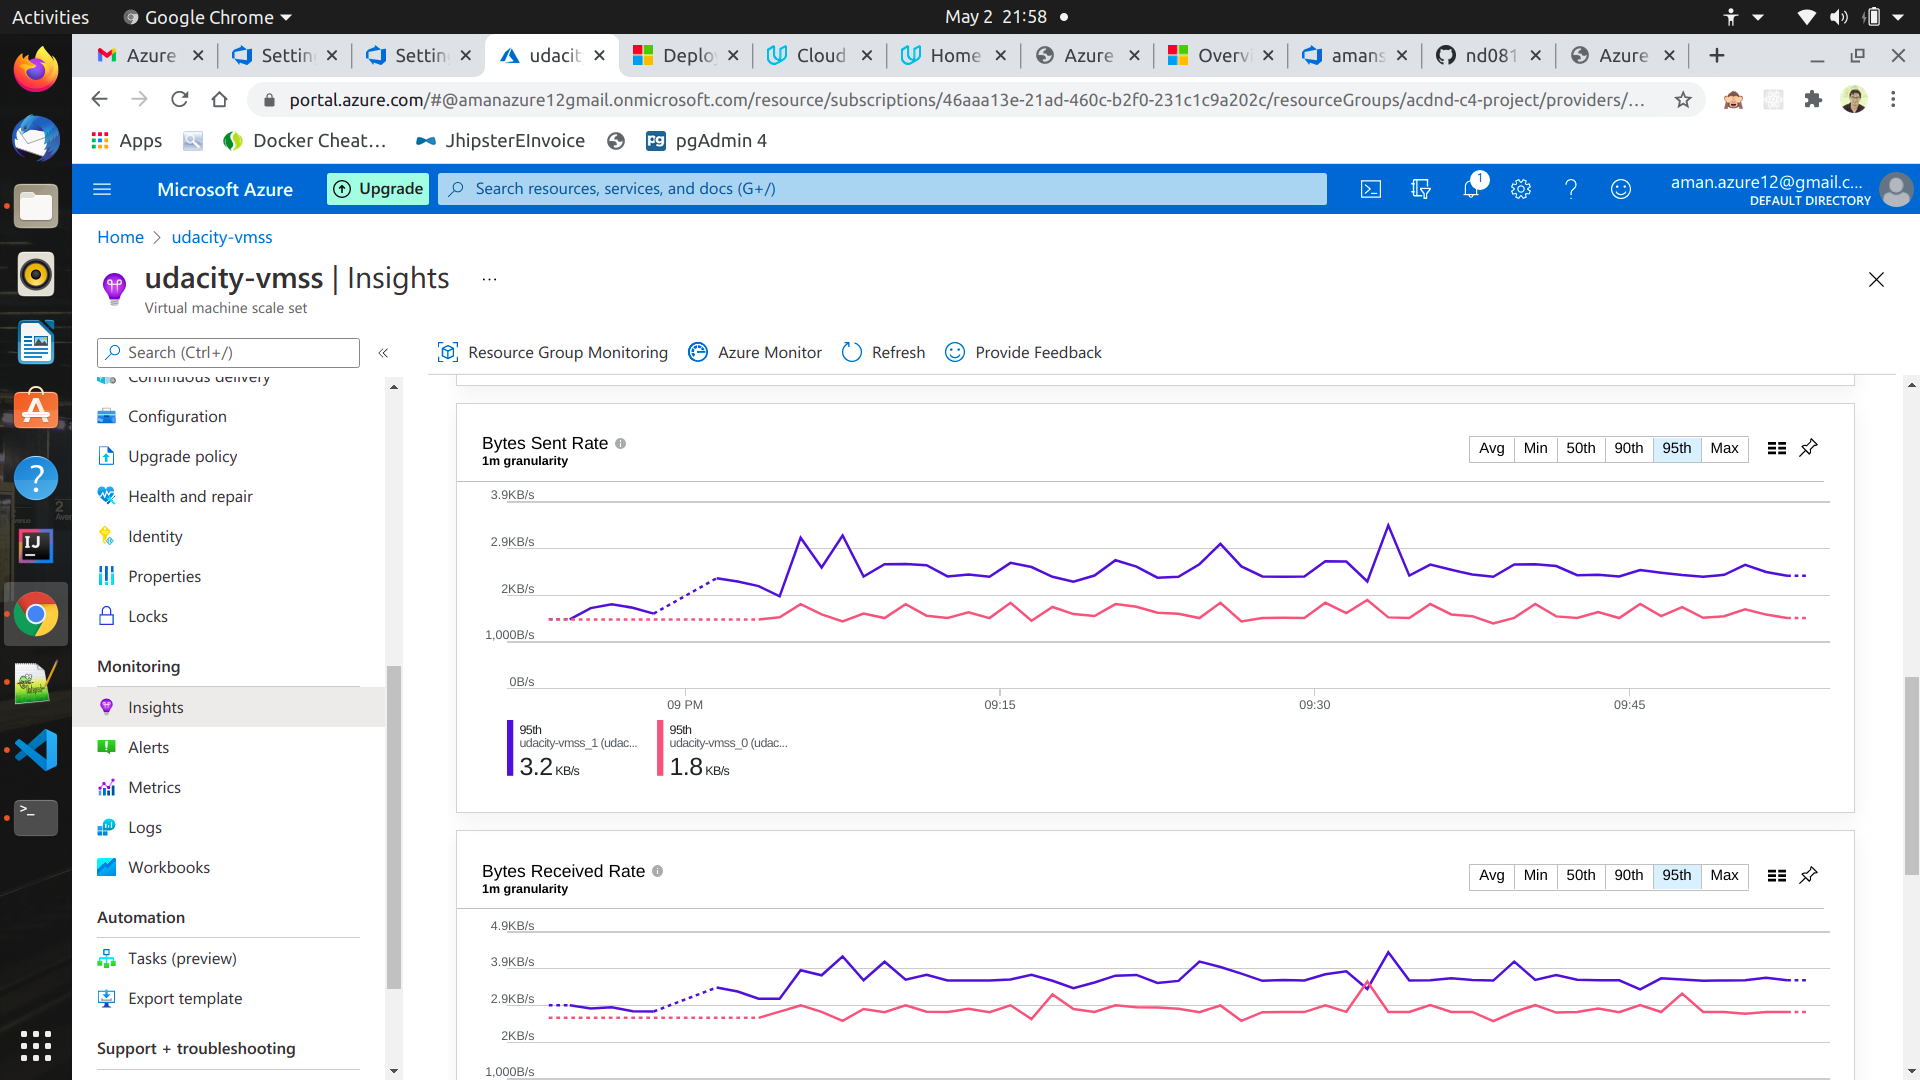 Activities
Google Chrome
May 2 21:58
Azure
Setting
Setting
udacit
Deploy
Cloud
Home
Azure
Overvi
amans
nd081
Azure
portal.azure.com/#@amanazure12gmail.onmicrosoft.com/resource/subscriptions/46aaa13e-21ad-460c-b2f0-231c1c9a202c/resourceGroups/acdnd-c4-project/providers/...
Apps
Docker Cheat...
JhipsterEInvoice
pgAdmin 4
Microsoft Azure
Upgrade
Search resources, services, and docs (G+/)
1
aman.azure12@gmail.c...
DEFAULT DIRECTORY
Home > udacity-vmss
udacity-vmss | Insights ...
Virtual machine scale set
Search (Ctrl+/)
«
Resource Group Monitoring
Azure Monitor
Refresh
Provide Feedback
Continuous delivery
Configuration
Upgrade policy
Health and repair
Identity
Properties
Locks
Monitoring
Insights
Alerts
Metrics
Logs
Workbooks
Automation
Tasks (preview)
Export template
Support + troubleshooting
Bytes Sent Rate
1m granularity
Avg Min 50th 90th 95th Max
3.9KB/s
2.9KB/s
2KB/s
1,000B/s
0B/s
09 PM 09:15 09:30 09:45
95th
udacity-vmss_1 (udac...
3.2 KB/s
95th
udacity-vmss_0 (udac...
1.8 KB/s
Bytes Received Rate
1m granularity
Avg Min 50th 90th 95th Max
4.9KB/s
3.9KB/s
2.9KB/s
2KB/s
1,000B/s